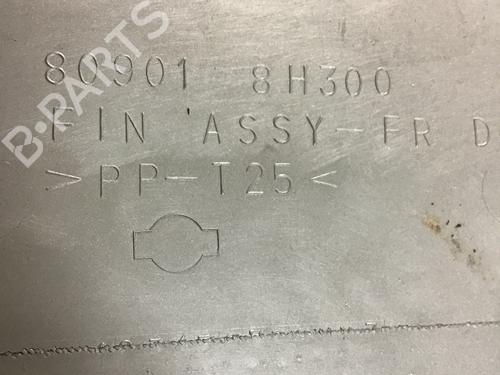 80901 8H300
FIN ASSY-FR D
>PP-T25<
B-PARTS